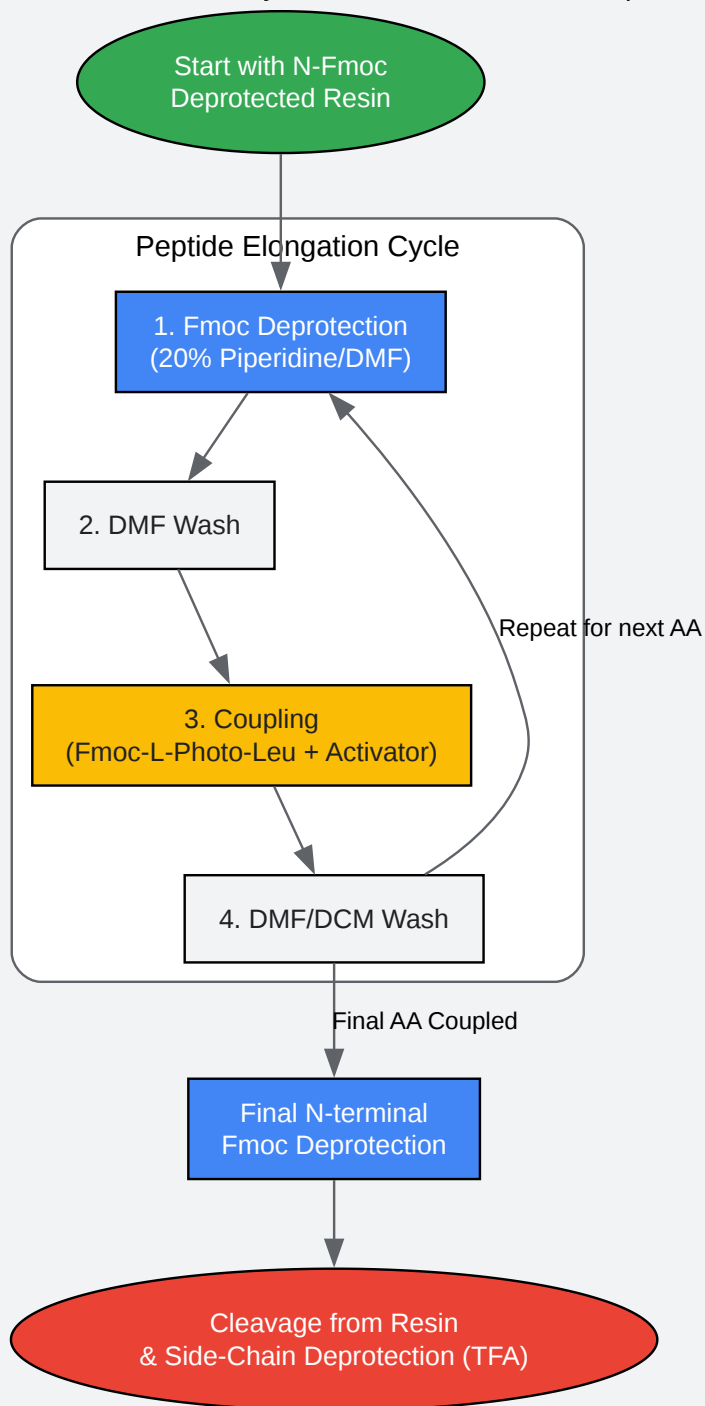 Start with N-Fmoc
Deprotected Resin
Peptide Elongation Cycle
1. Fmoc Deprotection
(20% Piperidine/DMF)
2. DMF Wash
Repeat for next AA
3. Coupling
(Fmoc-L-Photo-Leu + Activator)
4. DMF/DCM Wash
Final AA Coupled
Final N-terminal
Fmoc Deprotection
Cleavage from Resin
& Side-Chain Deprotection (TFA)